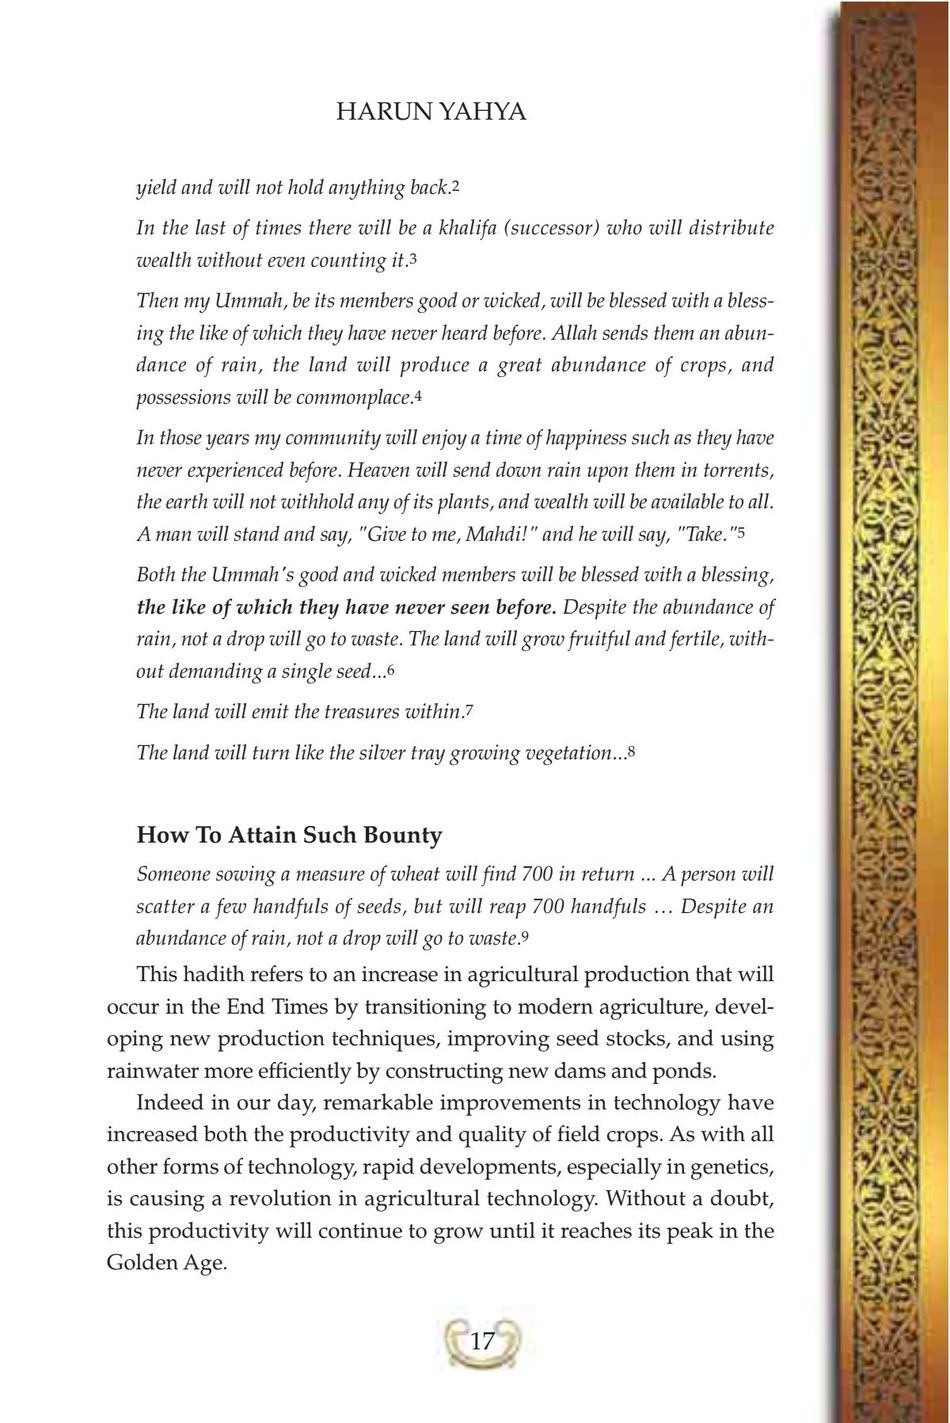 HARUN YAHYA
yield and will not hold anything back.2
In the last of times there will be a khalifa (successor) who will distribute
wealth without even counting it.3
Then my Ummah, be its members good or wicked, will be blessed with a bless-
ing the like of which they have never heard before. Allah sends them an abun-
dance of rain, the land will produce a great abundance of crops, and
possessions will be commonplace.4
In those years my community will enjoy a time of happiness such as they have
never experienced before. Heaven will send down rain upon them in torrents,
the earth will not withhold any of its plants, and wealth will be available to all.
A man will stand and say, "Give to me, Mahdi!" and he will say, "Take."5
Both the Ummah's good and wicked members will be blessed with a blessing,
the like of which they have never seen before. Despite the abundance of
rain, not a drop will go to waste. The land will grow fruitful and fertile, with-
out demanding a single seed...6
The land will emit the treasures within.7
The land will turn like the silver tray growing vegetation...8
How To Attain Such Bounty
Someone sowing a measure of wheat will find 700 in return ... A person will
scatter a few handfuls of seeds, but will reap 700 handfuls … Despite an
abundance of rain, not a drop will go to waste.9
This hadith refers to an increase in agricultural production that will
occur in the End Times by transitioning to modern agriculture, devel-
oping new production techniques, improving seed stocks, and using
rainwater more efficiently by constructing new dams and ponds.
Indeed in our day, remarkable improvements in technology have
increased both the productivity and quality of field crops. As with all
other forms of technology, rapid developments, especially in genetics,
is causing a revolution in agricultural technology. Without a doubt,
this productivity will continue to grow until it reaches its peak in the
Golden Age.
17